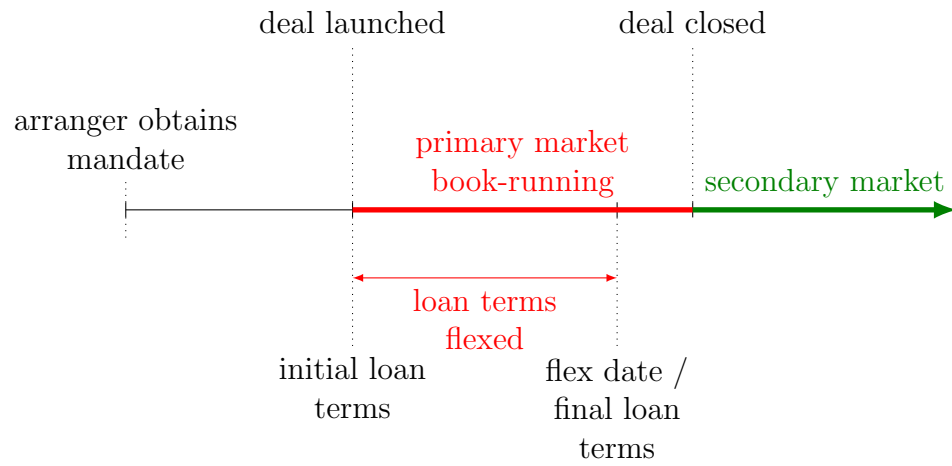 deal launched
deal closed
arranger obtains
mandate
primary market
book-running
secondary market
loan terms
flexed
initial loan
terms
flex date /
final loan
terms